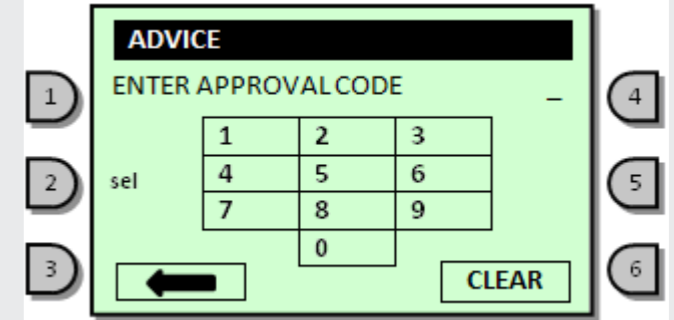 ADVICE
ENTER APPROVAL CODE _
1 4
1 2 3
2 sel 4 5 6 5
7 8 9
0
3 CLEAR 6